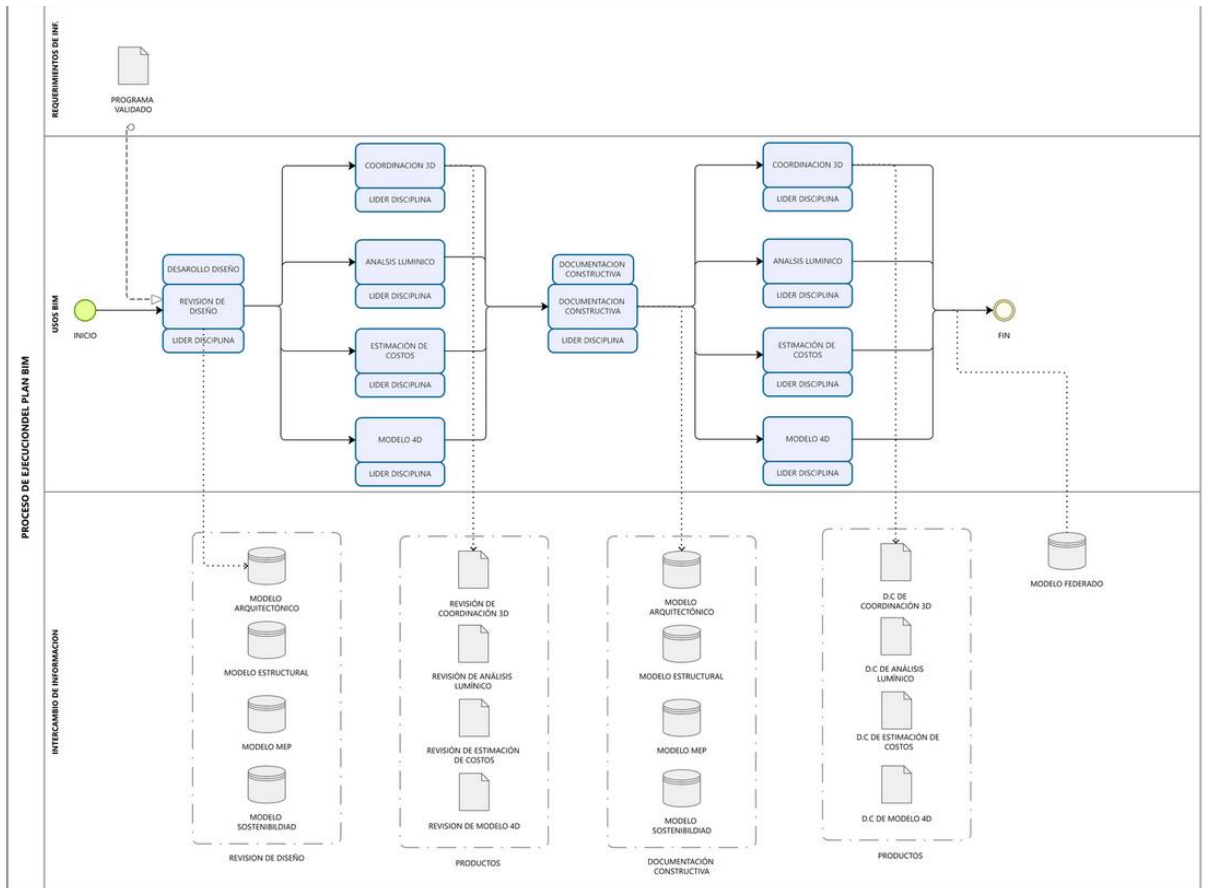 PROCESO DE EJECUCIONDEL PLAN BIM
REQUERIMIENTOS DE INF.
PROGRAMA
VALIDADO
USOS BIM
INICIO
DESAROLLO DISEÑO
REVISION DE
DISEÑO
LIDER DISCIPLINA
COORDINACION 3D
LIDER DISCIPLINA
ANALSIS LUMINICO
LIDER DISCIPLINA
ESTIMACIÓN DE
COSTOS
LIDER DISCIPLINA
MODELO 4D
LIDER DISCIPLINA
DOCUMENTACION
CONSTRUCTIVA
DOCUMENTACION
CONSTRUCTIVA
LIDER DISCIPLINA
COORDINACION 3D
LIDER DISCIPLINA
ANALSIS LUMINICO
LIDER DISCIPLINA
ESTIMACIÓN DE
COSTOS
LIDER DISCIPLINA
MODELO 4D
LIDER DISCIPLINA
FIN
INTERCAMBIO DE INFORMACION
MODELO
ARQUITECTÓNICO
MODELO ESTRUCTURAL
MODELO MEP
MODELO
SOSTENIBILDIAD
REVISION DE DISEÑO
REVISIÓN DE
COORDINACIÓN 3D
REVISIÓN DE ANÁLISIS
LUMÍNICO
REVISIÓN DE ESTIMACIÓN
DE COSTOS
REVISION DE MODELO 4D
PRODUCTOS
MODELO
ARQUITECTÓNICO
MODELO ESTRUCTURAL
MODELO MEP
MODELO
SOSTENIBILDIAD
DOCUMENTACIÓN
CONSTRUCTIVA
D.C DE
COORDINACIÓN 3D
D.C DE ANÁLISIS
LUMÍNICO
D.C DE ESTIMACIÓN DE
COSTOS
D.C DE MODELO 4D
PRODUCTOS
MODELO FEDERADO